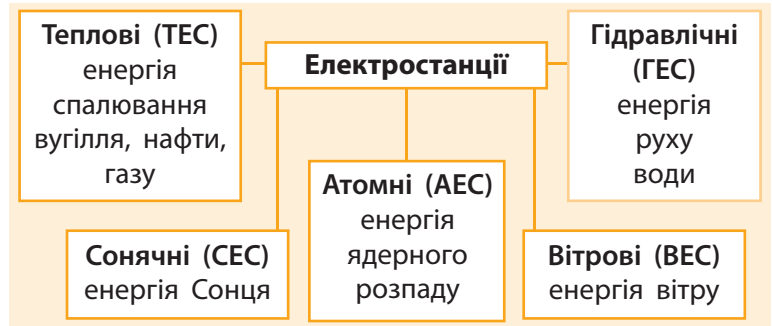 Електростанції
Теплові (ТЕС)
енергія
спалювання
вугілля, нафти,
газу
Сонячні (СЕС)
енергія Сонця
Атомні (АЕС)
енергія
ядерного
розпаду
Вітрові (ВЕС)
енергія вітру
Гідравлічні
(ГЕС)
енергія
руху
води